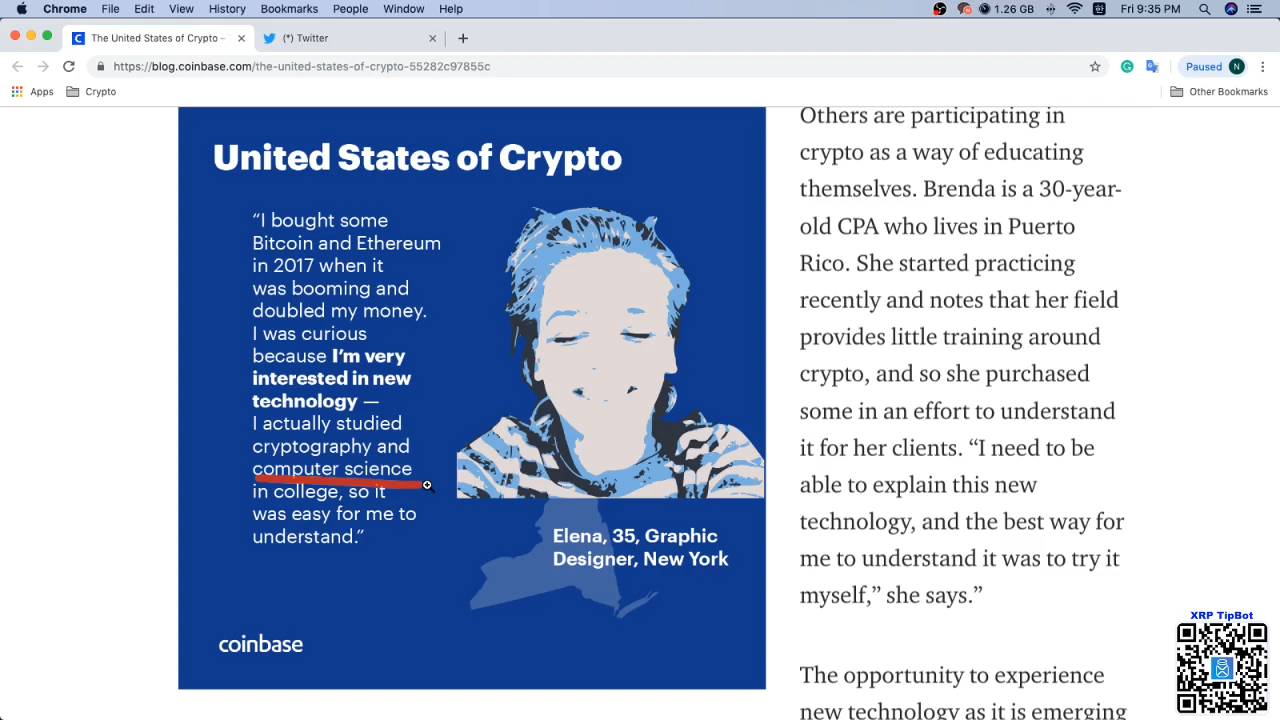 Chrome File Edit View History Bookmarks People Window Help 1.26 GB Fri 9:35 PM
The United States of Crypto – (*) Twitter
https://blog.coinbase.com/the-united-states-of-crypto-55282c97855c Paused N
Apps Crypto Other Bookmarks
United States of Crypto
“I bought some
Bitcoin and Ethereum
in 2017 when it
was booming and
doubled my money.
I was curious
because I’m very
interested in new
technology —
I actually studied
cryptography and
computer science
in college, so it
was easy for me to
understand.”
Elena, 35, Graphic
Designer, New York
coinbase
Others are participating in
crypto as a way of educating
themselves. Brenda is a 30-year-
old CPA who lives in Puerto
Rico. She started practicing
recently and notes that her field
provides little training around
crypto, and so she purchased
some in an effort to understand
it for her clients. “I need to be
able to explain this new
technology, and the best way for
me to understand it was to try it
myself,” she says.”
The opportunity to experience
new technology as it is emerging
XRP TipBot